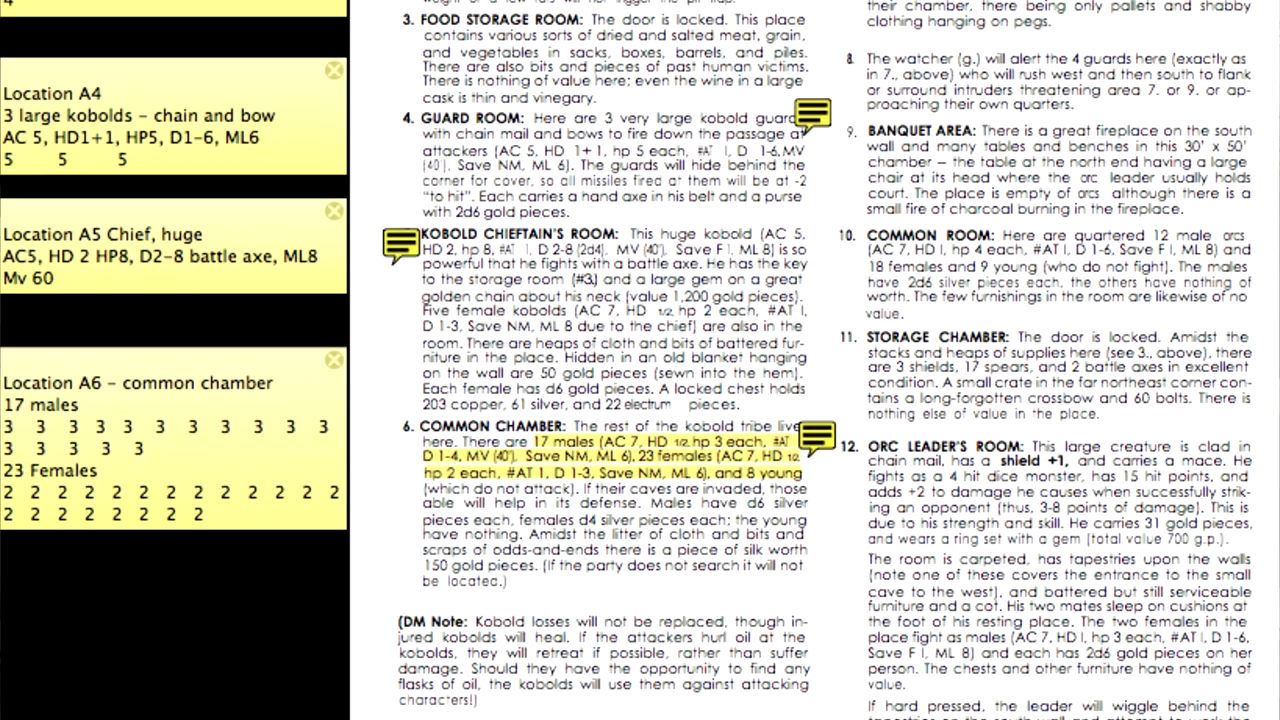 4
Location A4
3 large kobolds – chain and bow
AC 5, HD1+1, HP5, D1–6, ML6
5 5 5
Location A5 Chief, huge
AC5, HD 2 HP8, D2–8 battle axe, ML8
Mv 60
Location A6 – common chamber
17 males
3 3 3 3 3 3 3 3 3 3 3 3
3 3 3 3 3
23 Females
2 2 2 2 2 2 2 2 2 2 2 2 2
2 2 2 2 2 2 2 2
3. FOOD STORAGE ROOM: The door is locked. This place
contains various sorts of dried and salted meat, grain,
and vegetables in sacks, boxes, barrels, and piles.
There are also bits and pieces of past human victims.
There is nothing of value here; even the wine in a large
cask is thin and vinegary.
4. GUARD ROOM: Here are 3 very large kobold guard
with chain mail and bows to fire down the passage at
attackers (AC 5, HD 1+1, hp 5 each, #AT 1, D 1-6,MV
(40'), Save NM, ML 6). The guards will hide behind the
corner for cover, so all missiles fired at them will be at -2
"to hit". Each carries a hand axe in his belt and a purse
with 2d6 gold pieces.
KOBOLD CHIEFTAIN'S ROOM: This huge kobold (AC 5,
HD 2, hp 8, #AT 1, D 2-8 (2d4), MV (40'), Save F 1, ML 8) is so
powerful that he fights with a battle axe. He has the key
to the storage room (#3,) and a large gem on a great
golden chain about his neck (value 1,200 gold pieces).
Five female kobolds (AC 7, HD 1/2, hp 2 each, #AT 1,
D 1-3, Save NM, ML 8 due to the chief) are also in the
room. There are heaps of cloth and bits of battered fur-
niture in the place. Hidden in an old blanket hanging
on the wall are 50 gold pieces (sewn into the hem).
Each female has d6 gold pieces. A locked chest holds
203 copper, 61 silver, and 22 electrum pieces.
6. COMMON CHAMBER: The rest of the kobold tribe live
here. There are 17 males (AC 7, HD 1/2, hp 3 each, #AT
D 1-4, MV (40'), Save NM, ML 6), 23 females (AC 7, HD 1/2,
hp 2 each, #AT 1, D 1-3, Save NM, ML 6), and 8 young
(which do not attack). If their caves are invaded, those
able will help in its defense. Males have d6 silver
pieces each, females d4 silver pieces each; the young
have nothing. Amidst the litter of cloth and bits and
scraps of odds-and-ends there is a piece of silk worth
150 gold pieces. (If the party does not search it will not
be located.)
(DM Note: Kobold losses will not be replaced, though in-
jured kobolds will heal. If the attackers hurl oil at the
kobolds, they will retreat if possible, rather than suffer
damage. Should they have the opportunity to find any
flasks of oil, the kobolds will use them against attacking
characters!)
their chamber, there being only pallets and shabby
clothing hanging on pegs.
8. The watcher (g.) will alert the 4 guards here (exactly as
in 7., above) who will rush west and then south to flank
or surround intruders threatening area 7. or 9. or ap-
proaching their own quarters.
9. BANQUET AREA: There is a great fireplace on the south
wall and many tables and benches in this 30' x 50'
chamber – the table at the north end having a large
chair at its head where the orc leader usually holds
court. The place is empty of orcs although there is a
small fire of charcoal burning in the fireplace.
10. COMMON ROOM: Here are quartered 12 male orcs
(AC 7, HD I, hp 4 each, #AT I, D 1-6, Save F I, ML 8) and
18 females and 9 young (who do not fight). The males
have 2d6 silver pieces each, the others have nothing of
worth. The few furnishings in the room are likewise of no
value.
11. STORAGE CHAMBER: The door is locked. Amidst the
stacks and heaps of supplies here (see 3., above), there
are 3 shields, 17 spears, and 2 battle axes in excellent
condition. A small crate in the far northeast corner con-
tains a long-forgotten crossbow and 60 bolts. There is
nothing else of value in the place.
12. ORC LEADER'S ROOM: This large creature is clad in
chain mail, has a shield +1, and carries a mace. He
fights as a 4 hit dice monster, has 15 hit points, and
adds +2 to damage he causes when successfully strik-
ing an opponent (thus, 3-8 points of damage). This is
due to his strength and skill. He carries 31 gold pieces,
and wears a ring set with a gem (total value 700 g.p.).
The room is carpeted, has tapestries upon the walls
(note one of these covers the entrance to the small
cave to the west), and battered but still serviceable
furniture and a cot. His two mates sleep on cushions at
the foot of his resting place. The two females in the
place fight as males (AC 7, HD I, hp 3 each, #AT I, D 1-6,
Save F I, ML 8) and each has 2d6 gold pieces on her
person. The chests and other furniture have nothing of
value.
If hard pressed, the leader will wiggle behind the